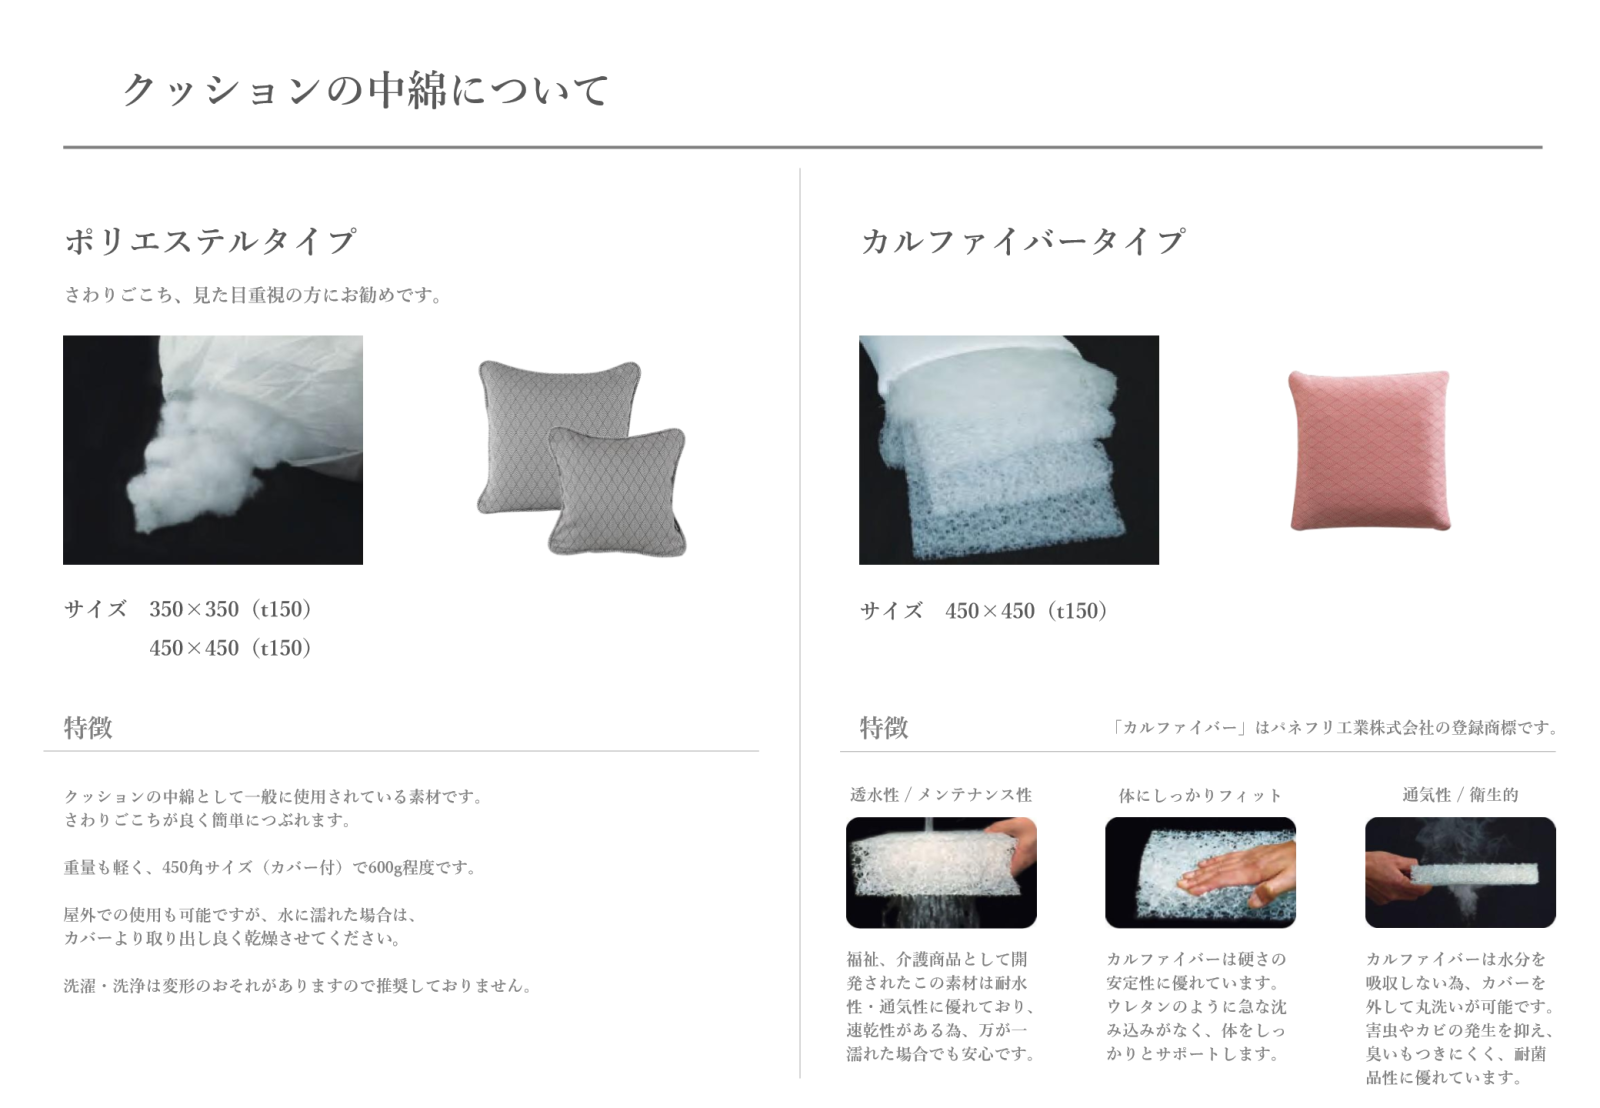 クッションの中綿について
ポリエステルタイプ
さわりごこち、見た目重視の方にお勧めです。
サイズ　350×350（t150）
450×450（t150）
特徴
クッションの中綿として一般に使用されている素材です。
さわりごこちが良く簡単につぶれます。
重量も軽く、450角サイズ（カバー付）で600g程度です。
屋外での使用も可能ですが、水に濡れた場合は、
カバーより取り出し良く乾燥させてください。
洗濯・洗浄は変形のおそれがありますので推奨しておりません。
カルファイバータイプ
サイズ　450×450（t150）
特徴
「カルファイバー」はパネフリ工業株式会社の登録商標です。
透水性 / メンテナンス性
福祉、介護商品として開
発されたこの素材は耐水
性・通気性に優れており、
速乾性がある為、万が一
濡れた場合でも安心です。
体にしっかりフィット
カルファイバーは硬さの
安定性に優れています。
ウレタンのように急な沈
み込みがなく、体をしっ
かりとサポートします。
通気性 / 衛生的
カルファイバーは水分を
吸収しない為、カバーを
外して丸洗いが可能です。
害虫やカビの発生を抑え、
臭いもつきにくく、耐菌
品性に優れています。